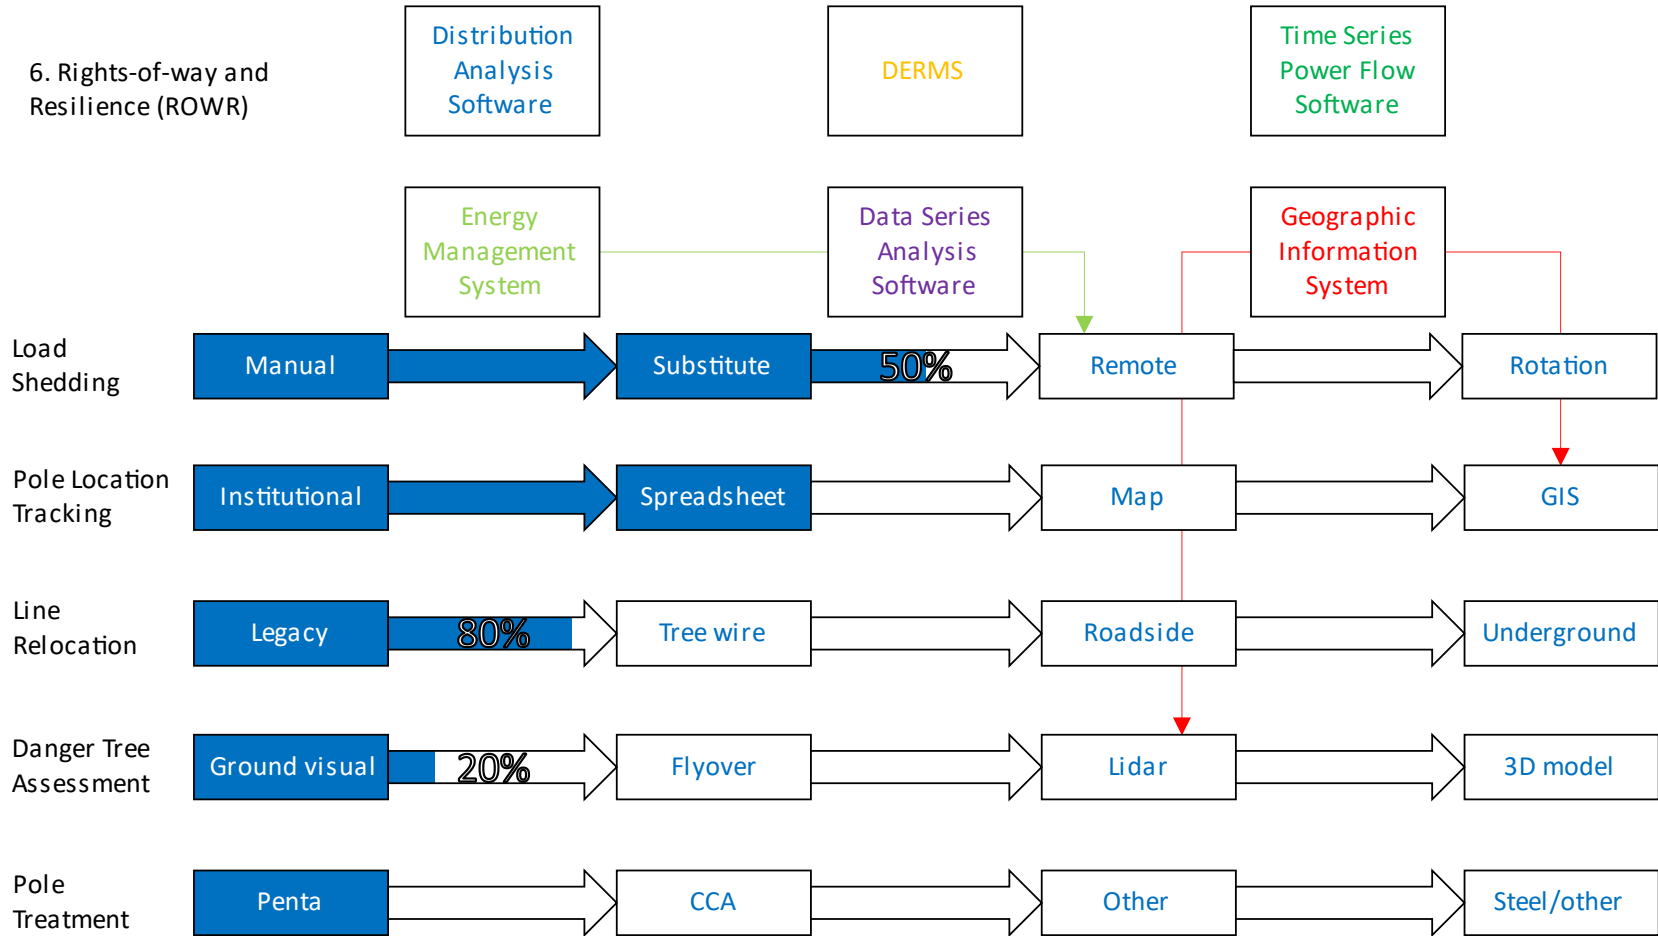 6. Rights-of-way and
Resilience (ROWR)
Distribution
Analysis
Software
DERMS
Time Series
Power Flow
Software
Energy
Management
System
Data Series
Analysis
Software
Geographic
Information
System
Load
Shedding
Manual
Substitute
50%
Remote
Rotation
Pole Location
Tracking
Institutional
Spreadsheet
Map
GIS
Line
Relocation
Legacy
80%
Tree wire
Roadside
Underground
Danger Tree
Assessment
Ground visual
20%
Flyover
Lidar
3D model
Pole
Treatment
Penta
CCA
Other
Steel/other